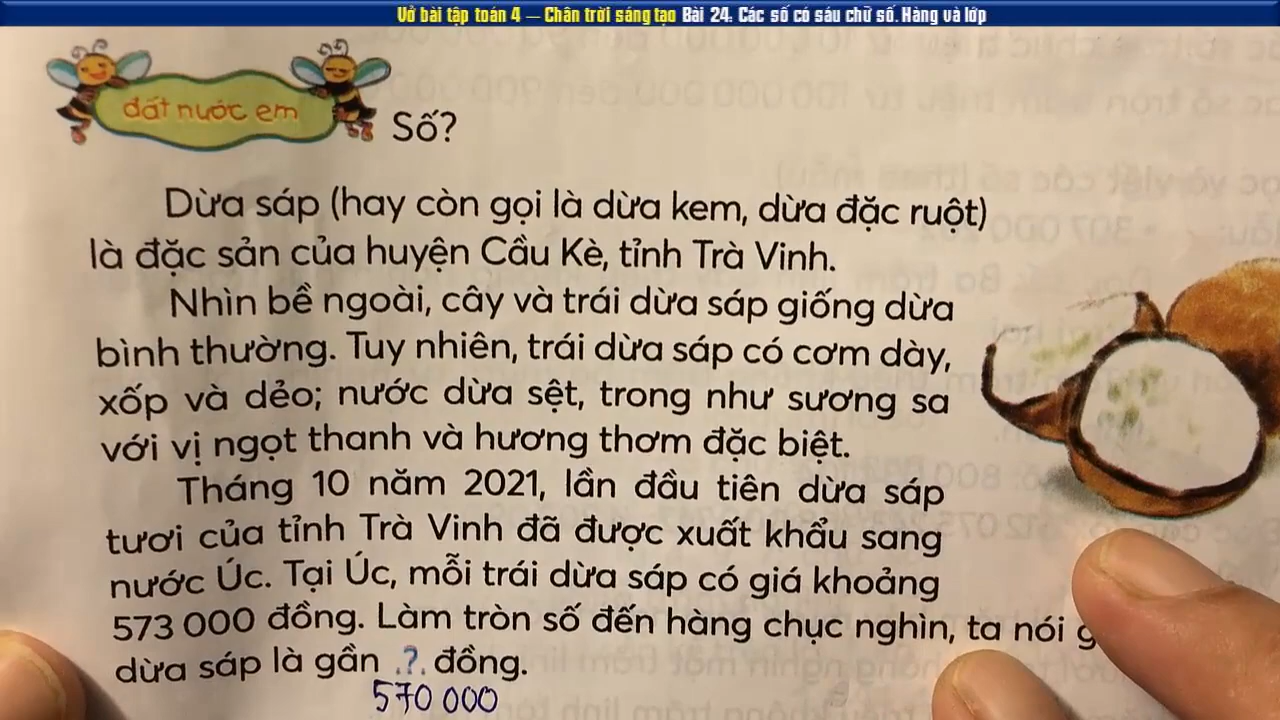 Vở bài tập toán 4 – Chân trời sáng tạo Bài 24. Các số có sáu chữ số. Hàng và lớp
đất nước em
Số?
Dừa sáp (hay còn gọi là dừa kem, dừa đặc ruột)
là đặc sản của huyện Cầu Kè, tỉnh Trà Vinh.
Nhìn bề ngoài, cây và trái dừa sáp giống dừa
bình thường. Tuy nhiên, trái dừa sáp có cơm dày,
xốp và dẻo; nước dừa sệt, trong như sương sa
với vị ngọt thanh và hương thơm đặc biệt.
Tháng 10 năm 2021, lần đầu tiên dừa sáp
tươi của tỉnh Trà Vinh đã được xuất khẩu sang
nước Úc. Tại Úc, mỗi trái dừa sáp có giá khoảng
573 000 đồng. Làm tròn số đến hàng chục nghìn, ta nói
dừa sáp là gần .?. đồng.
570 000